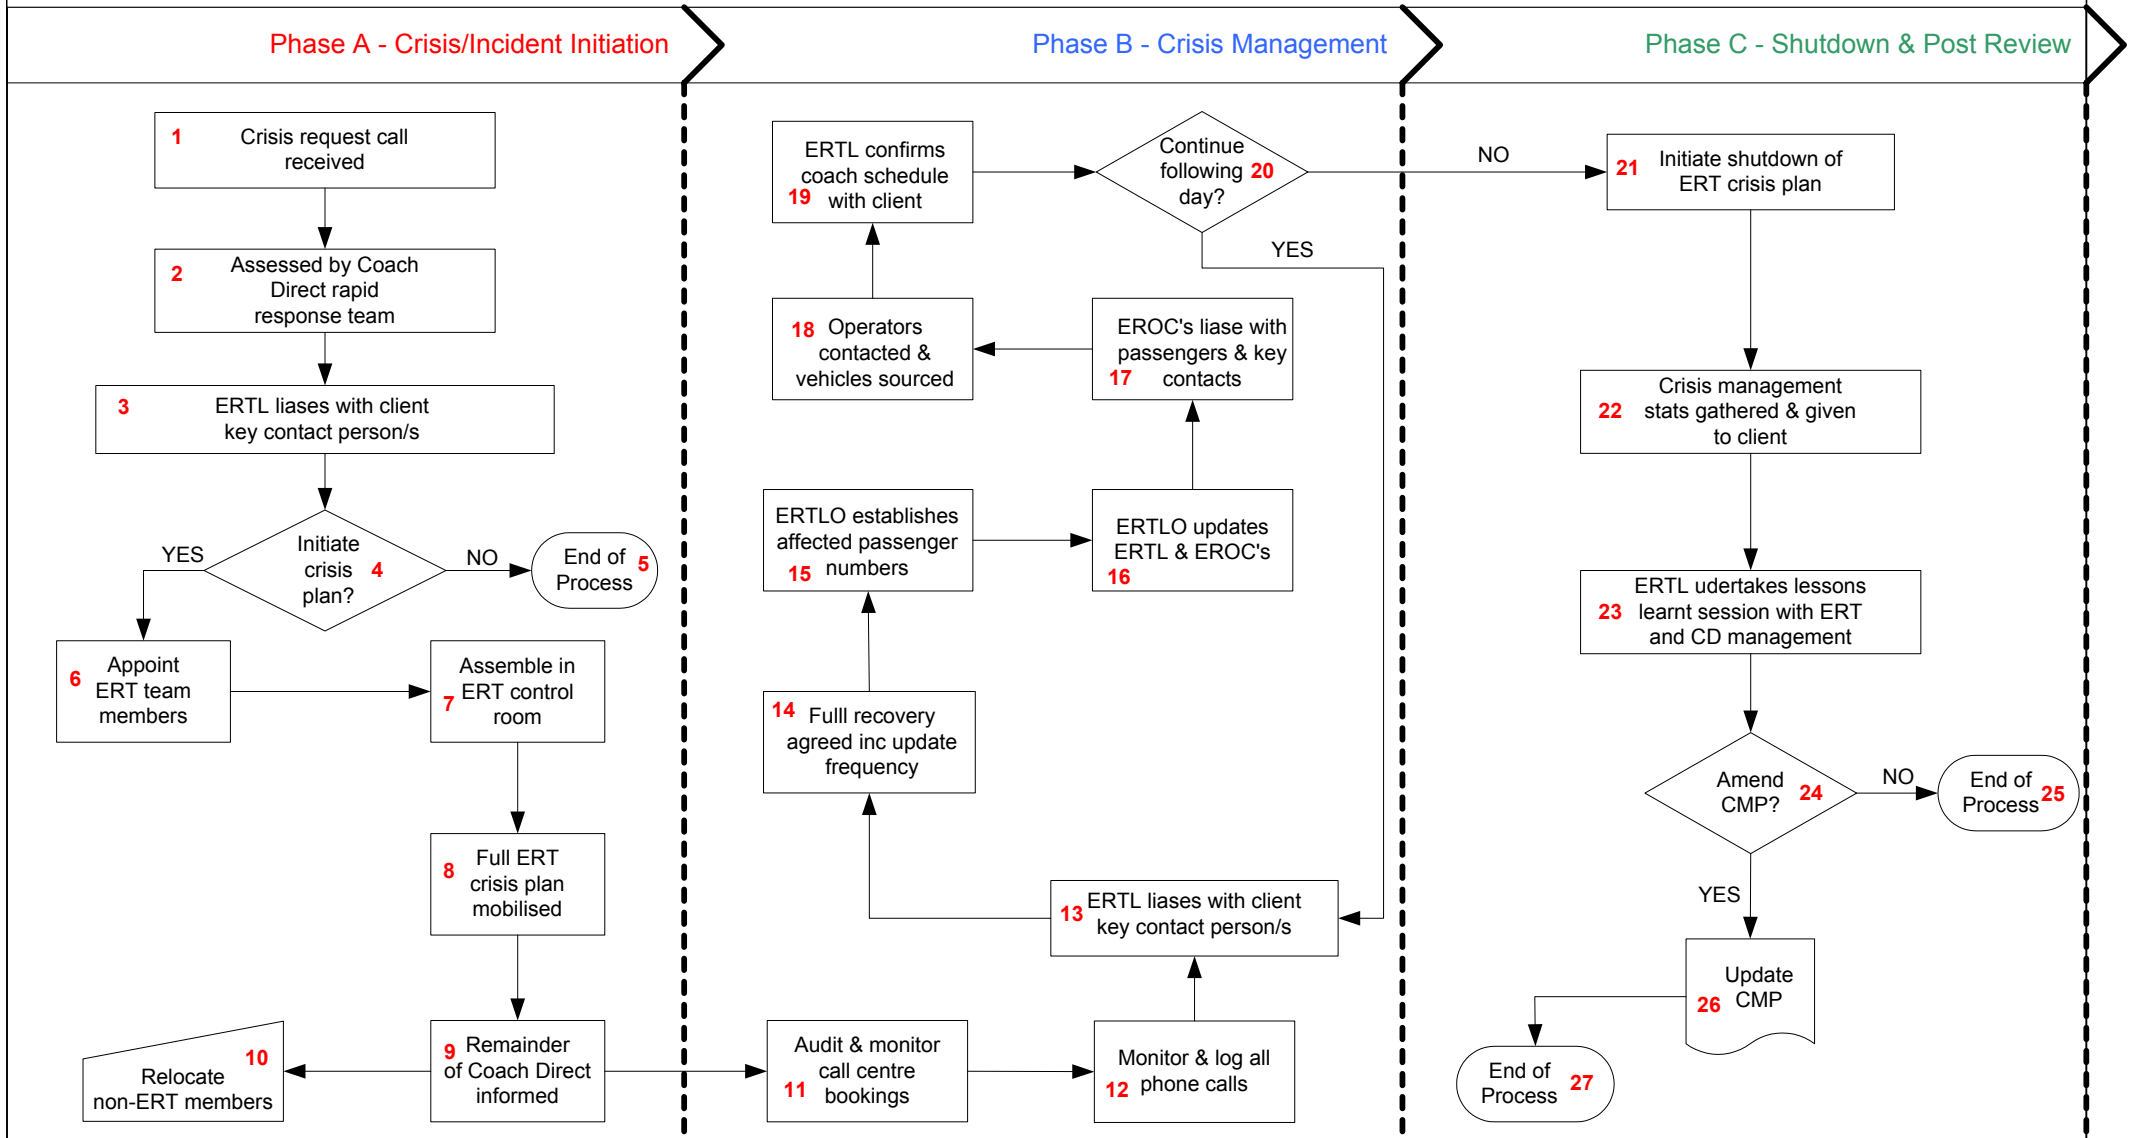 Phase A - Crisis/Incident Initiation
Phase B - Crisis Management
Phase C - Shutdown & Post Review
1
Crisis request call
received
2
Assessed by Coach
Direct rapid
response team
3
ERTL liases with client
key contact person/s
Initiate
crisis
plan?
4
YES
NO
End of
Process
5
6
Appoint
ERT team
members
7
Assemble in
ERT control
room
8
Full ERT
crisis plan
mobilised
9
Remainder
of Coach Direct
informed
10
Relocate
non-ERT members
11
Audit & monitor
call centre
bookings
12
Monitor & log all
phone calls
13
ERTL liases with client
key contact person/s
14
Fulll recovery
agreed inc update
frequency
15
ERTLO establishes
affected passenger
numbers
16
ERTLO updates
ERTL & EROC's
17
EROC's liase with
passengers & key
contacts
18
Operators
contacted &
vehicles sourced
19
ERTL confirms
coach schedule
with client
Continue
following
day?
20
YES
NO
21
Initiate shutdown of
ERT crisis plan
22
Crisis management
stats gathered & given
to client
23
ERTL udertakes lessons
learnt session with ERT
and CD management
Amend
CMP?
24
NO
End of
Process
25
YES
Update
CMP
26
End of
Process
27